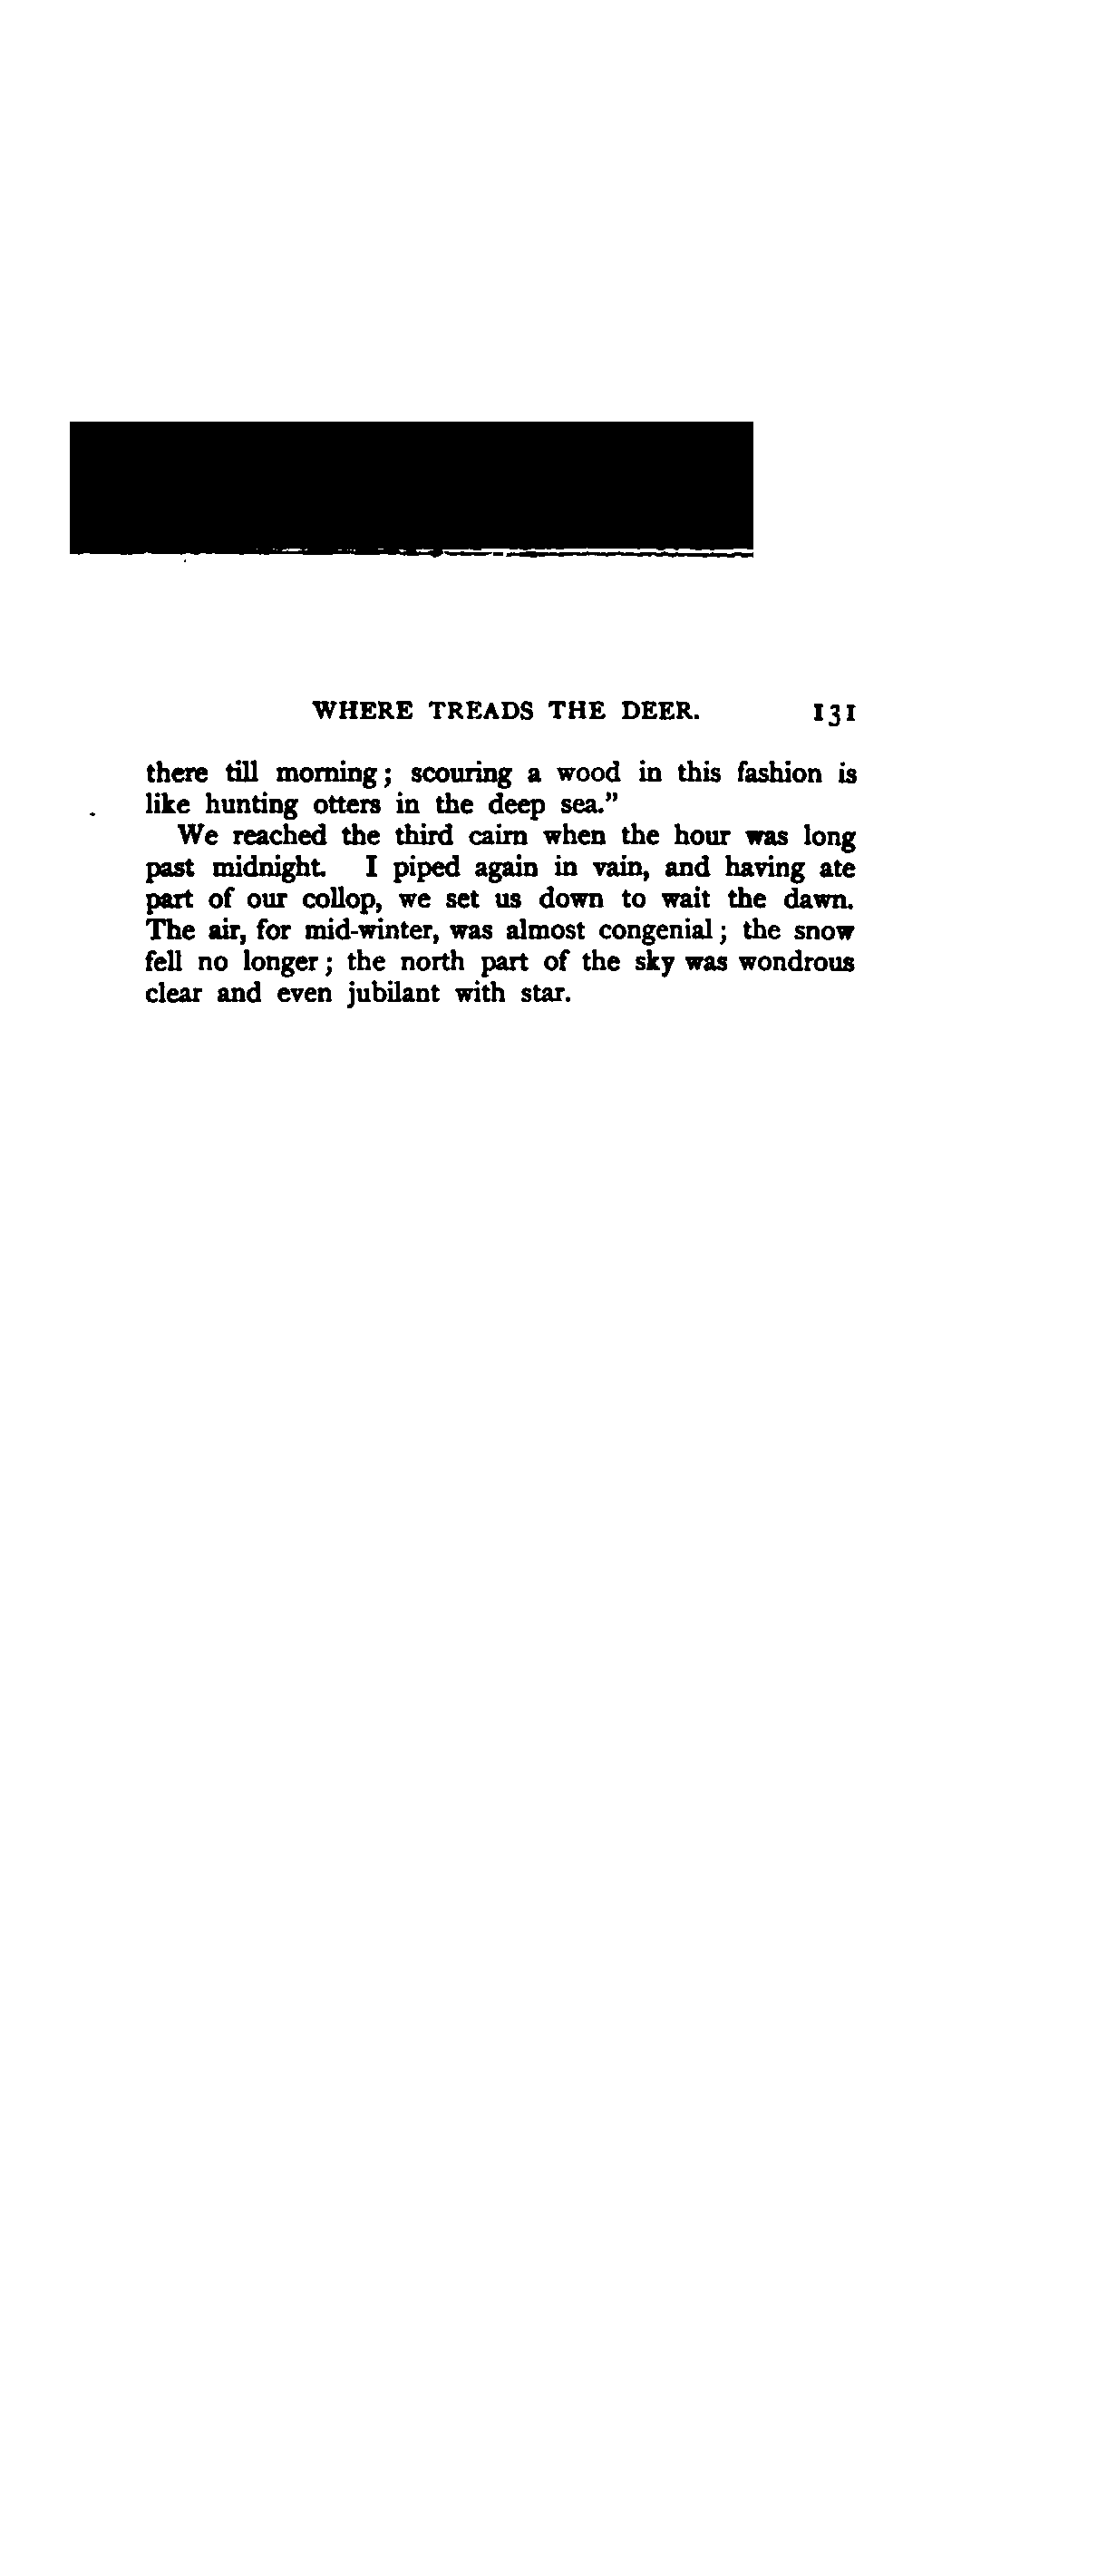 WHERE TREADS THE DEER. 131
there till morning; scouring a wood in this fashion is
like hunting otters in the deep sea."
We reached the third cairn when the hour was long
past midnight. I piped again in vain, and having ate
part of our collop, we set us down to wait the dawn.
The air, for mid-winter, was almost congenial; the snow
fell no longer; the north part of the sky was wondrous
clear and even jubilant with star.